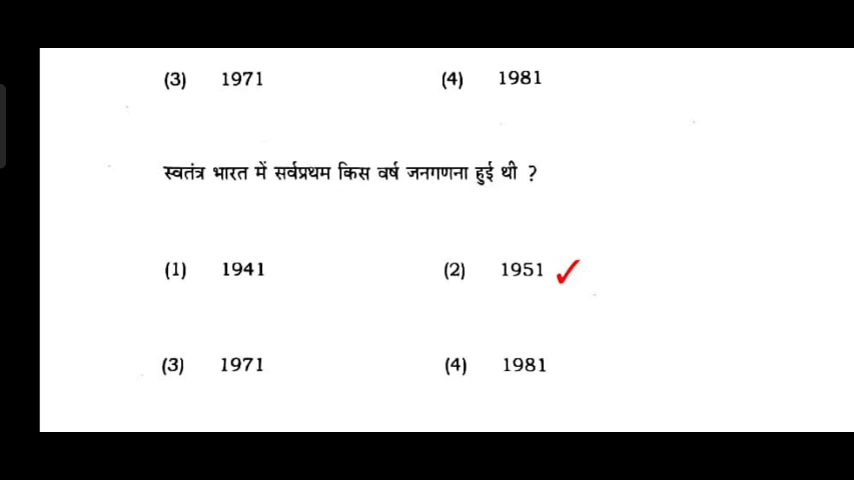 (3) 1971 (4) 1981
स्वतंत्र भारत में सर्वप्रथम किस वर्ष जनगणना हुई थी ?
(1) 1941 (2) 1951 ✓
(3) 1971 (4) 1981